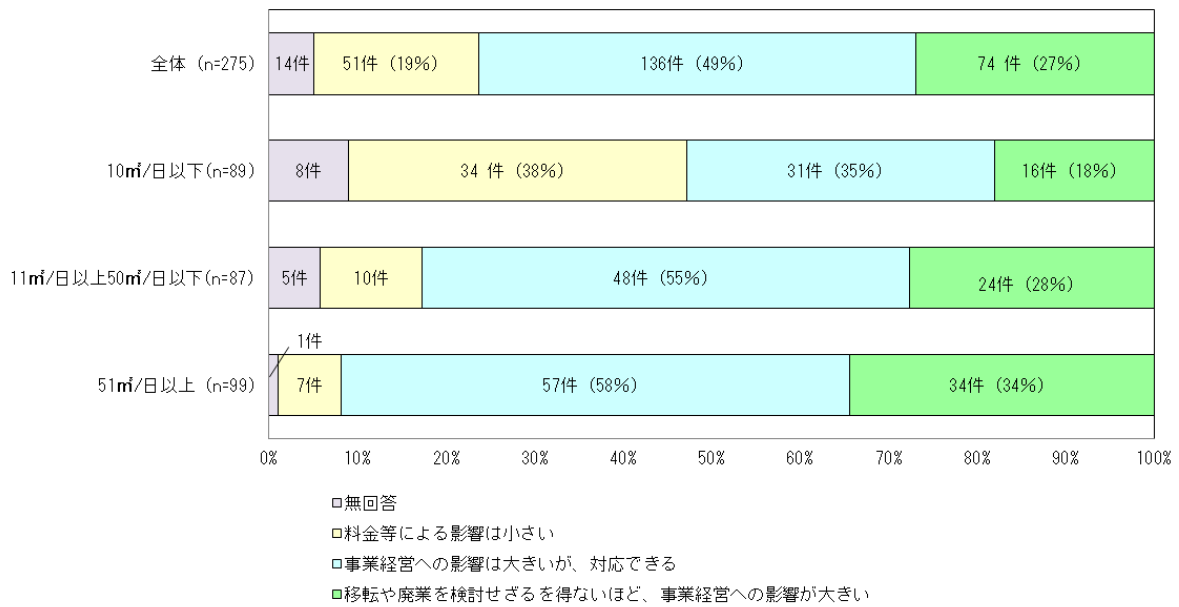 全体（n=275）
14件
51件（19%）
136件（49%）
74 件（27%）
10㎥/日以下(n=89)
8件
34 件（38%）
31件（35%）
16件（18%）
11㎥/日以上50㎥/日以下(n=87)
5件
10件
48件（55%）
24件（28%）
1件
51㎥/日以上（n=99)
7件
57件（58%）
34件（34%）
0% 10% 20% 30% 40% 50% 60% 70% 80% 90% 100%
無回答
料金等による影響は小さい
事業経営への影響は大きいが、対応できる
移転や廃業を検討せざるを得ないほど、事業経営への影響が大きい